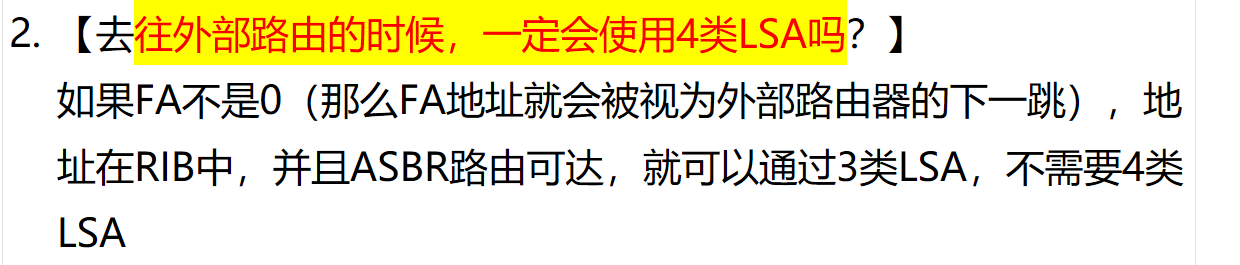 2. 【去往外部路由的时候，一定会使用4类LSA吗？】
如果FA不是0（那么FA地址就会被视为外部路由器的下一跳），地
址在RIB中，并且ASBR路由可达，就可以通过3类LSA，不需要4类
LSA